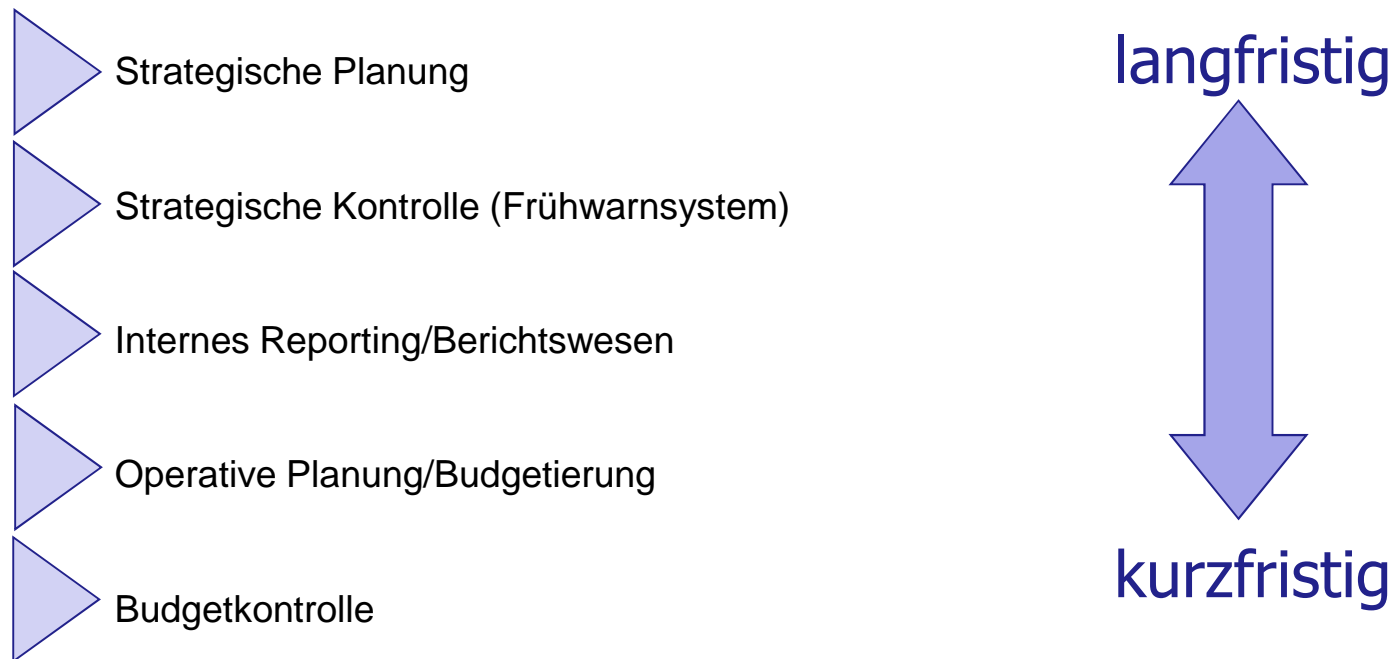 Strategische Planung
langfristig
Strategische Kontrolle (Frühwarnsystem)
Internes Reporting/Berichtswesen
Operative Planung/Budgetierung
kurzfristig
Budgetkontrolle